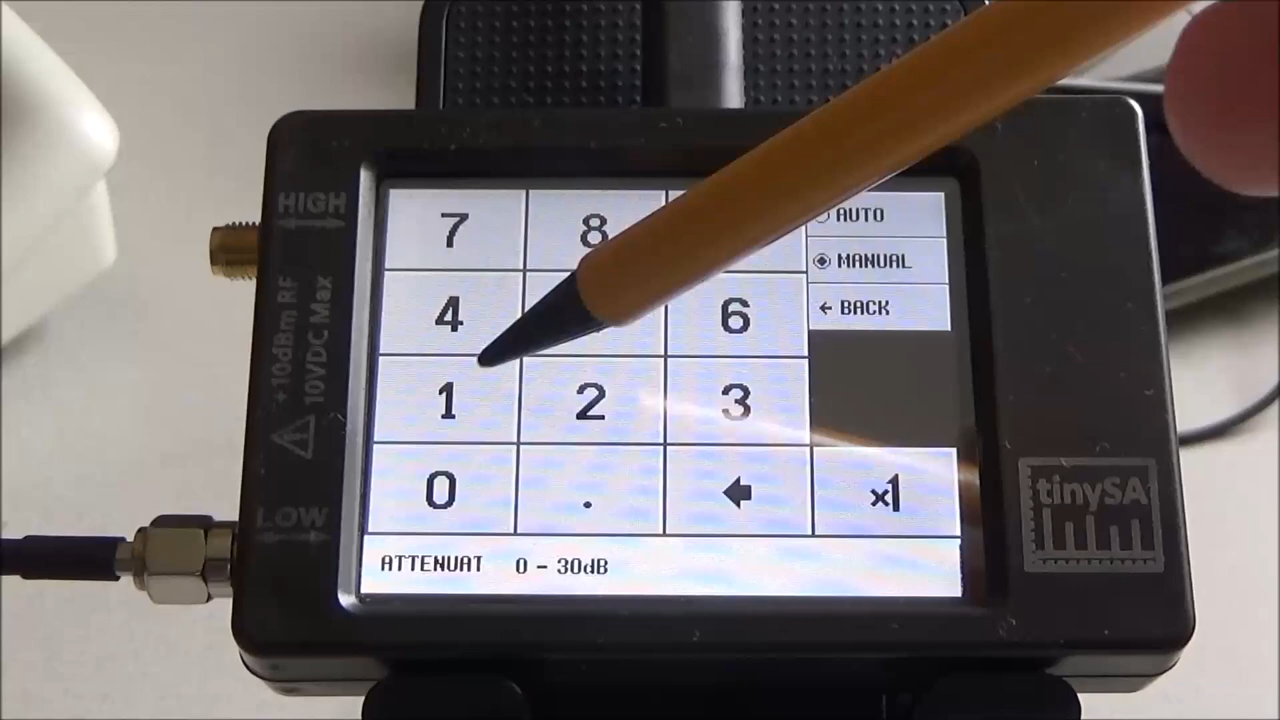 HIGH
+10dBm RF
10VDC Max
LOW
7 8
4 6
1 2 3
0 . x1
AUTO
MANUAL
← BACK
ATTENUAT 0 - 30dB
tinySA